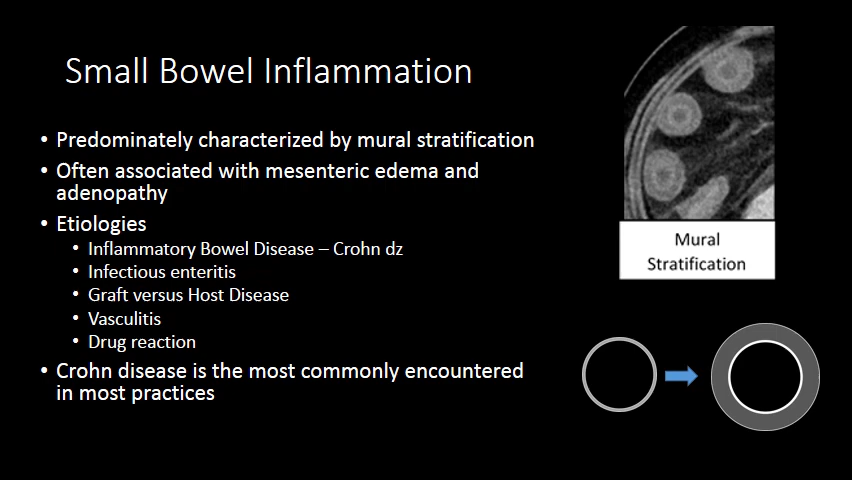 Small Bowel Inflammation
• Predominately characterized by mural stratification
• Often associated with mesenteric edema and
adenopathy
• Etiologies
• Inflammatory Bowel Disease – Crohn dz
• Infectious enteritis
• Graft versus Host Disease
• Vasculitis
• Drug reaction
• Crohn disease is the most commonly encountered
in most practices
Mural
Stratification